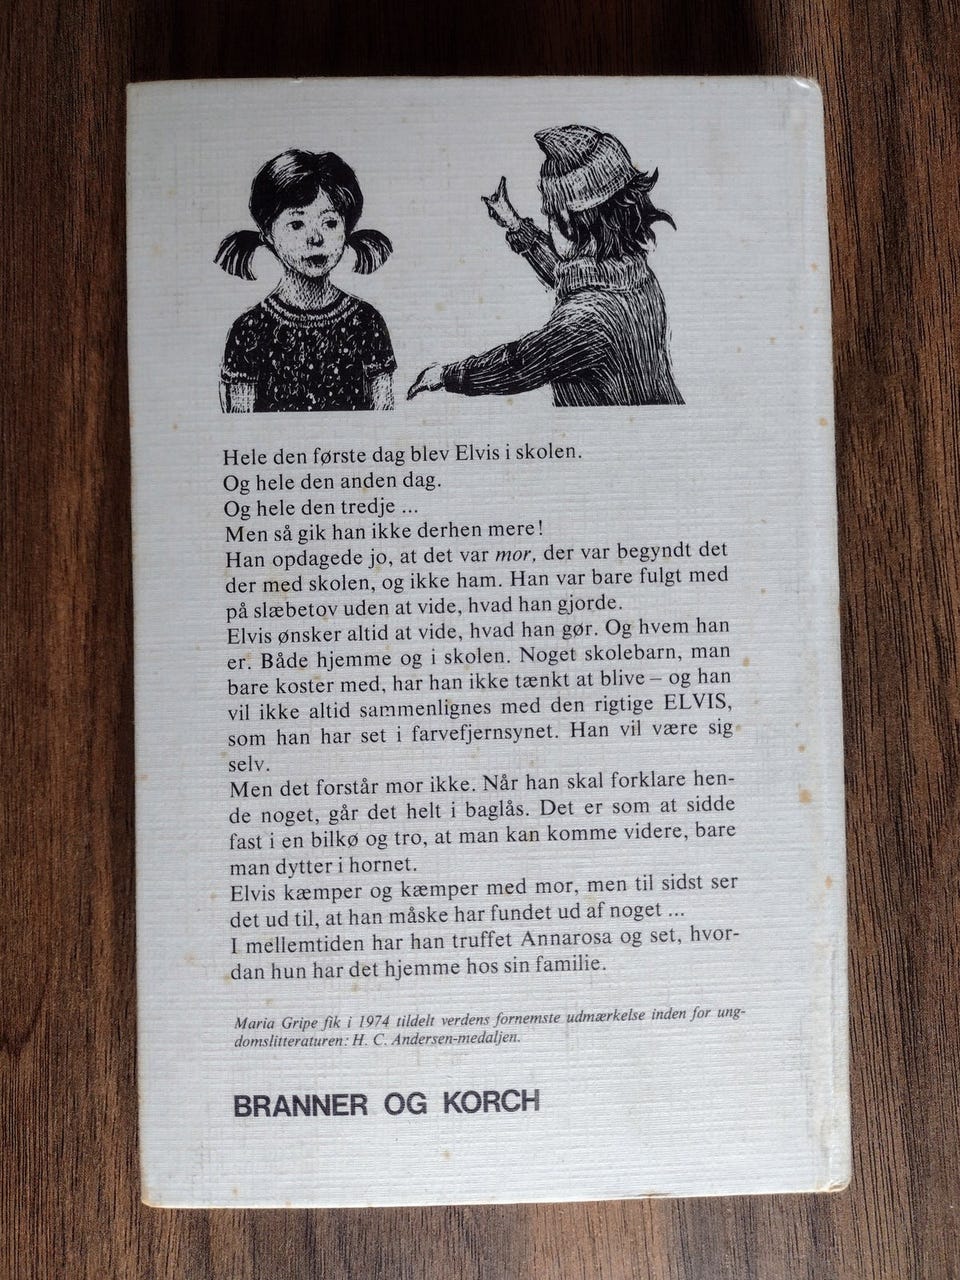 Hele den første dag blev Elvis i skolen.
Og hele den anden dag.
Og hele den tredje ...
Men så gik han ikke derhen mere!
Han opdagede jo, at det var mor, der var begyndt det
der med skolen, og ikke ham. Han var bare fulgt med
på slæbetov uden at vide, hvad han gjorde.
Elvis ønsker altid at vide, hvad han gør. Og hvem han
er. Både hjemme og i skolen. Noget skolebarn, man
bare koster med, har han ikke tænkt at blive – og han
vil ikke altid sammenlignes med den rigtige ELVIS,
som han har set i farvefjernsynet. Han vil være sig
selv.
Men det forstår mor ikke. Når han skal forklare hen-
de noget, går det helt i baglås. Det er som at sidde
fast i en bilkø og tro, at man kan komme videre, bare
man dytter i hornet.
Elvis kæmper og kæmper med mor, men til sidst ser
det ud til, at han måske har fundet ud af noget ...
I mellemtiden har han truffet Annarosa og set, hvor-
dan hun har det hjemme hos sin familie.
Maria Gripe fik i 1974 tildelt verdens fornemste udmærkelse inden for ung-
domslitteraturen: H. C. Andersen-medaljen.
BRANNER OG KORCH